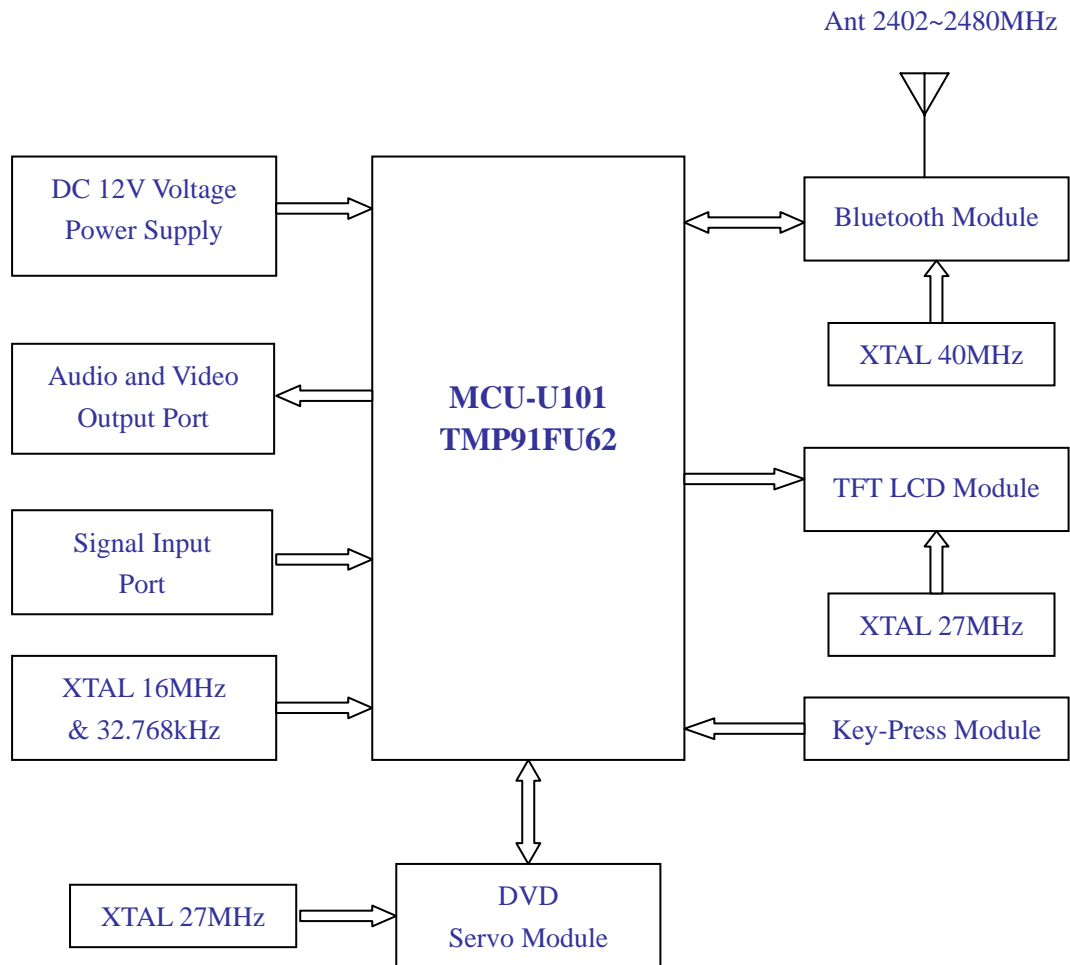 Ant 2402~2480MHz
DC 12V Voltage
Power Supply
Bluetooth Module
XTAL 40MHz
Audio and Video
Output Port
MCU-U101
TMP91FU62
TFT LCD Module
Signal Input
Port
XTAL 27MHz
XTAL 16MHz
& 32.768kHz
Key-Press Module
XTAL 27MHz
DVD
Servo Module